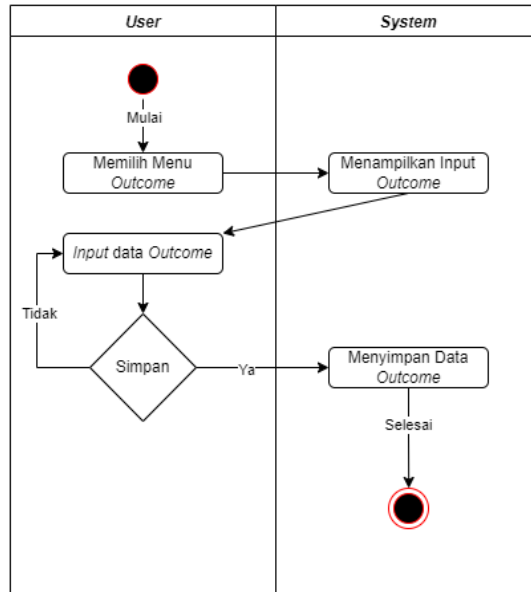 User
System
Mulai
Memilih Menu
Outcome
Menampilkan Input
Outcome
Input data Outcome
Tidak
Simpan
Ya
Menyimpan Data
Outcome
Selesai